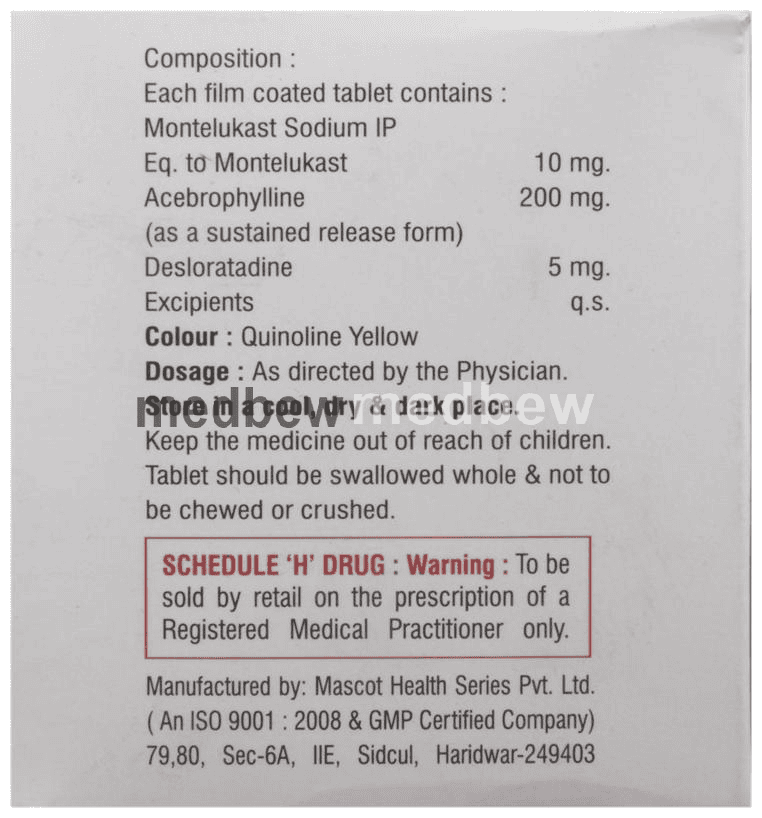 Composition :
Each film coated tablet contains :
Montelukast Sodium IP
Eq. to Montelukast 10 mg.
Acebrophylline 200 mg.
(as a sustained release form)
Desloratadine 5 mg.
Excipients q.s.
Colour : Quinoline Yellow
Dosage : As directed by the Physician.
Store in a cool, dry & dark place.
medbew medbew
Keep the medicine out of reach of children.
Tablet should be swallowed whole & not to
be chewed or crushed.
SCHEDULE ‘H’ DRUG : Warning : To be
sold by retail on the prescription of a
Registered Medical Practitioner only.
Manufactured by: Mascot Health Series Pvt. Ltd.
( An ISO 9001 : 2008 & GMP Certified Company)
79,80, Sec-6A, IIE, Sidcul, Haridwar-249403